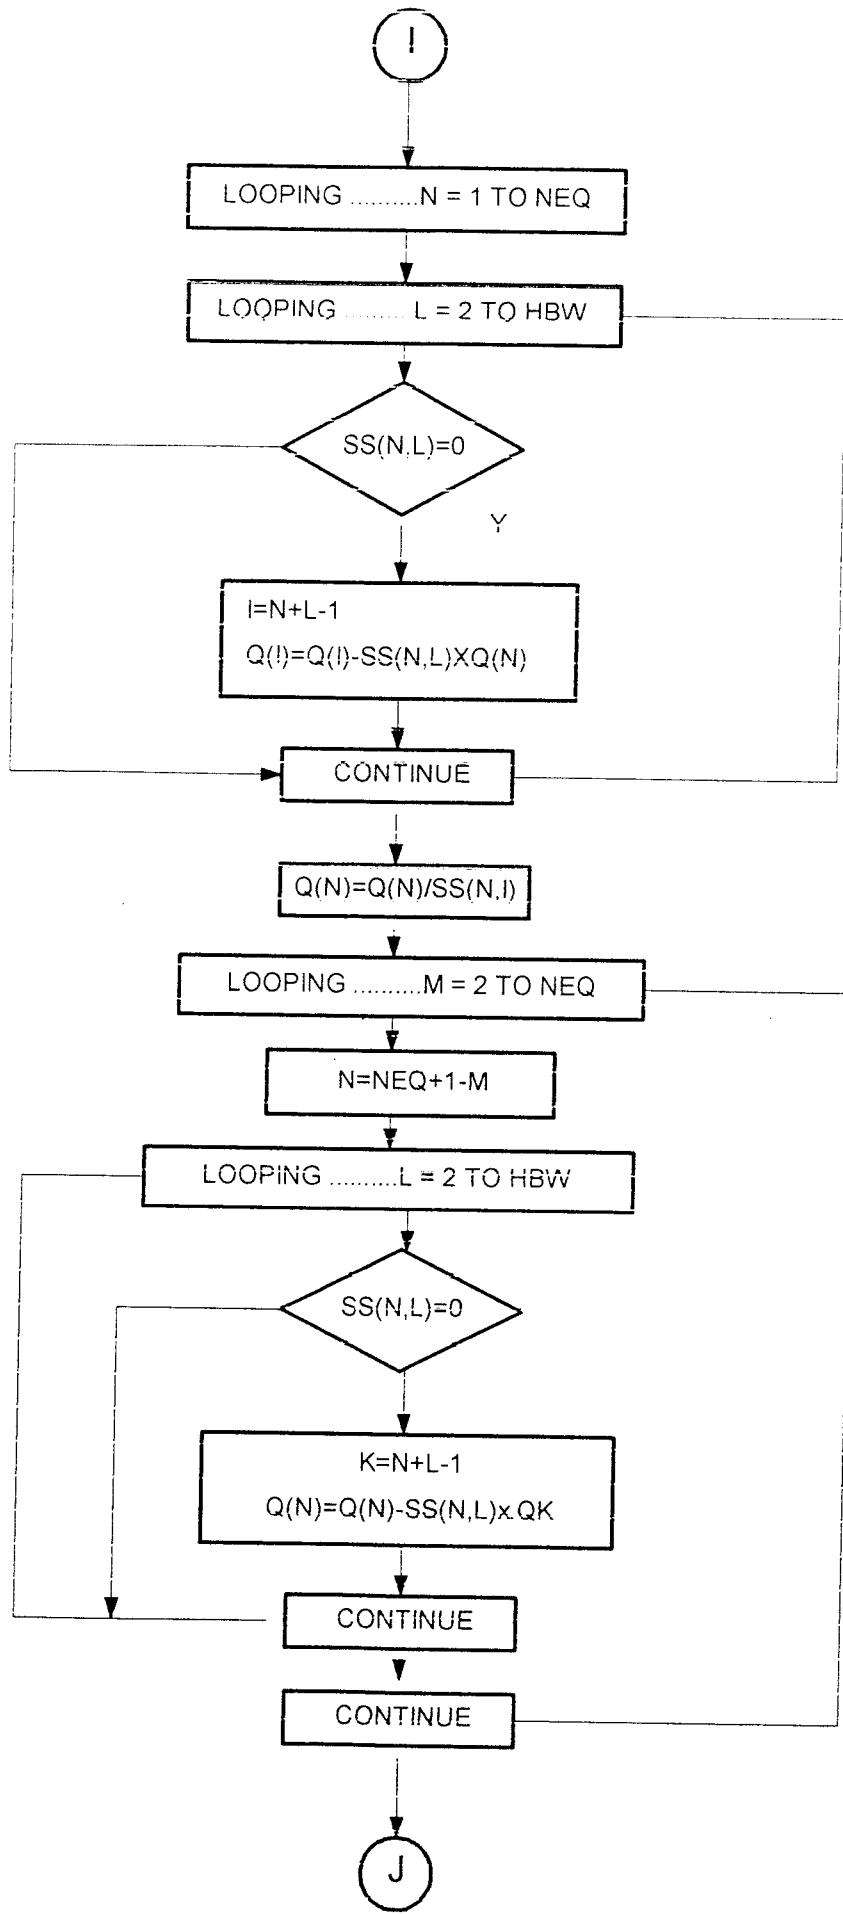 I
LOOPING ..........N = 1 TO NEQ
LOOPING ......... L = 2 TO HBW
SS(N,L)=0
Y
I=N+L-1
Q(I)=Q(I)-SS(N,L)XQ(N)
CONTINUE
Q(N)=Q(N)/SS(N,I)
LOOPING ..........M = 2 TO NEQ
N=NEQ+1-M
LOOPING ..........L = 2 TO HBW
SS(N,L)=0
K=N+L-1
Q(N)=Q(N)-SS(N,L)x.QK
CONTINUE
CONTINUE
J